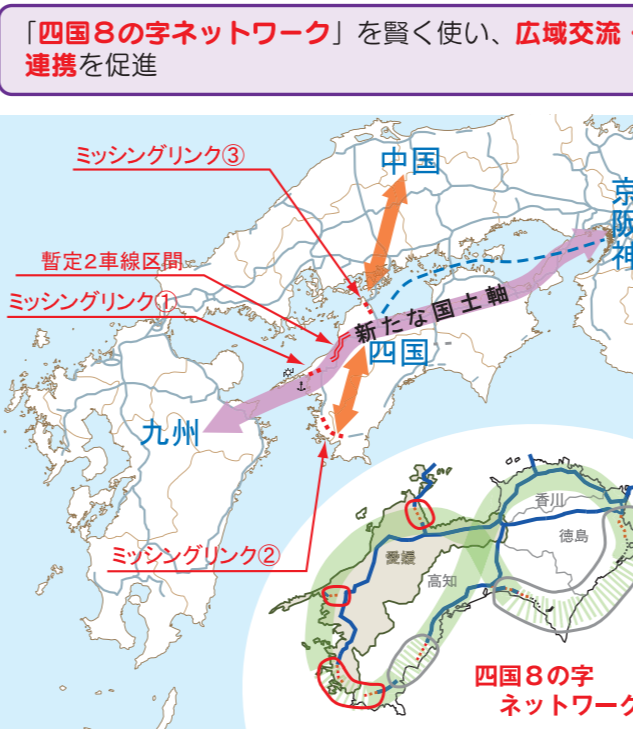 「四国８の字ネットワーク」を賢く使い、広域交流・
連携を促進
ミッシングリンク③
中国
京阪神
暫定２車線区間
ミッシングリンク①
新たな国土軸
四国
九州
ミッシングリンク②
香川
徳島
愛媛
高知
四国８の字
ネットワーク